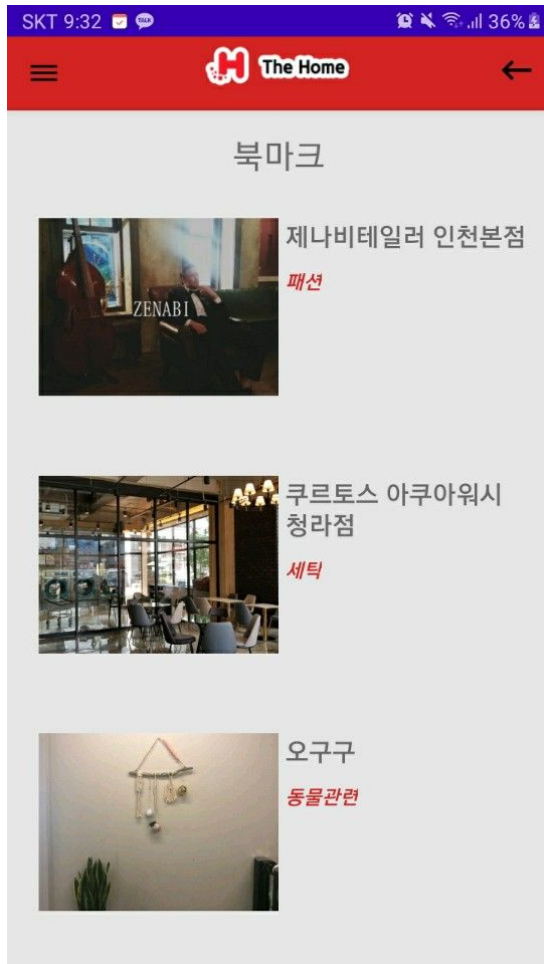 SKT 9:32 TALK 36%
The Home
북마크
제나비테일러 인천본점
패션
ZENABI
쿠르토스 아쿠아워시
청라점
세탁
오구구
동물관련